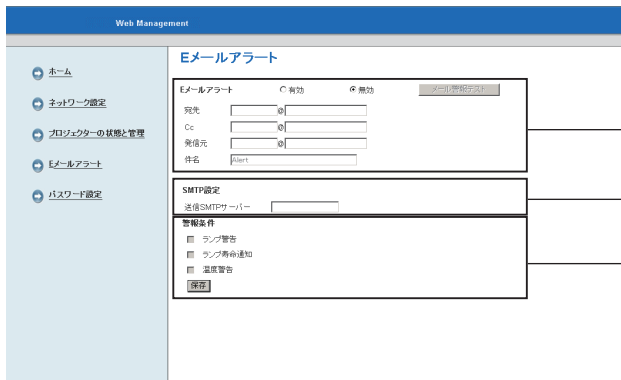 Web Management
ホーム
ネットワーク設定
プロジェクターの状態と管理
Eメールアラート
パスワード設定
Eメールアラート
Eメールアラート 有効 無効 メール警報テスト
宛先 @
Cc @
発信元 @
件名 Alert
SMTP設定
送信SMTPサーバー
警報条件
ランプ警告
ランプ寿命通知
温度警告
保存